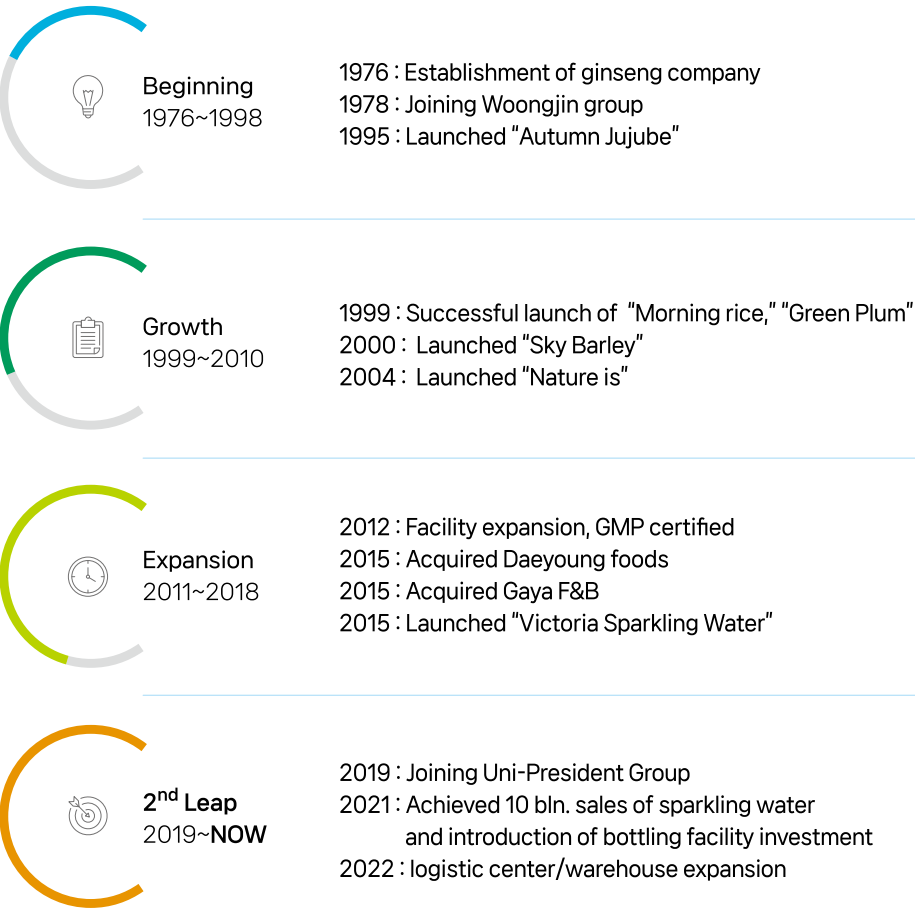 Beginning
1976~1998
1976 : Establishment of ginseng company
1978 : Joining Woongjin group
1995 : Launched “Autumn Jujube”
Growth
1999~2010
1999 : Successful launch of “Morning rice,” “Green Plum”
2000 : Launched “Sky Barley”
2004 : Launched “Nature is”
Expansion
2011~2018
2012 : Facility expansion, GMP certified
2015 : Acquired Daeyoung foods
2015 : Acquired Gaya F&B
2015 : Launched “Victoria Sparkling Water”
2nd Leap
2019~NOW
2019 : Joining Uni-President Group
2021 : Achieved 10 bln. sales of sparkling water
and introduction of bottling facility investment
2022 : logistic center/warehouse expansion